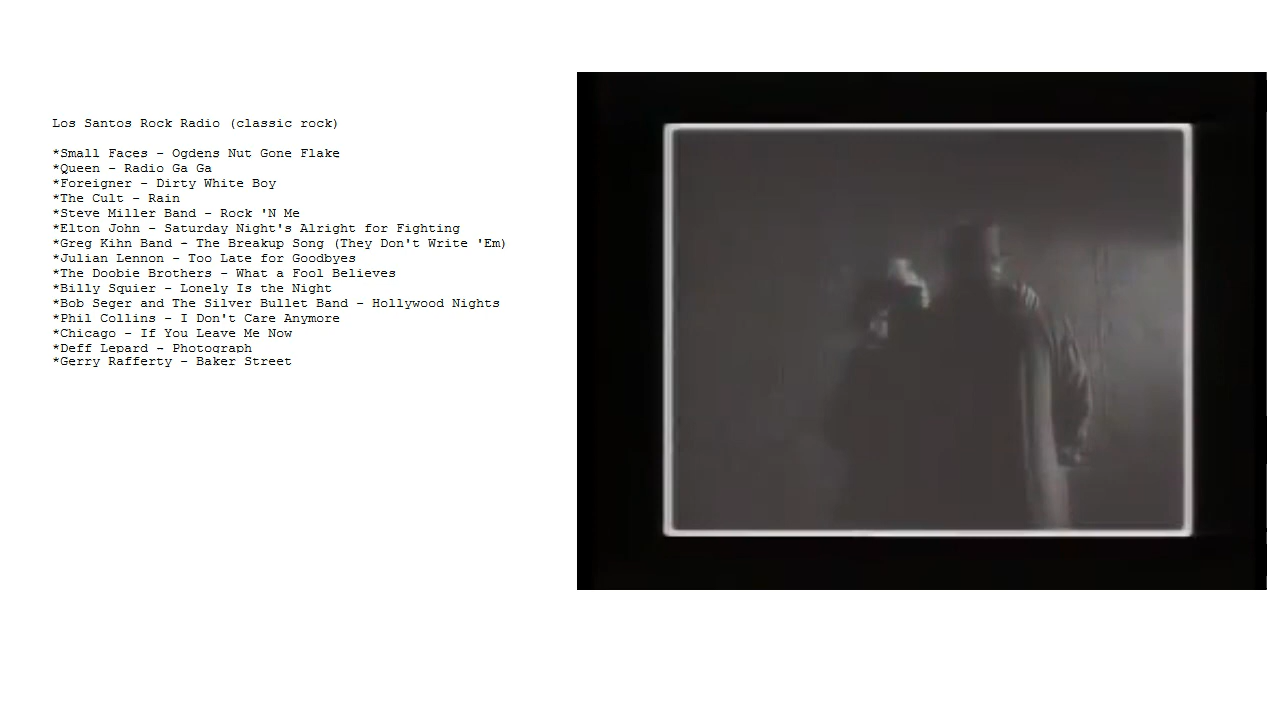 Los Santos Rock Radio (classic rock)
*Small Faces - Ogdens Nut Gone Flake
*Queen - Radio Ga Ga
*Foreigner - Dirty White Boy
*The Cult - Rain
*Steve Miller Band - Rock 'N Me
*Elton John - Saturday Night's Alright for Fighting
*Greg Kihn Band - The Breakup Song (They Don't Write 'Em)
*Julian Lennon - Too Late for Goodbyes
*The Doobie Brothers - What a Fool Believes
*Billy Squier - Lonely Is the Night
*Bob Seger and The Silver Bullet Band - Hollywood Nights
*Phil Collins - I Don't Care Anymore
*Chicago - If You Leave Me Now
*Deff Lepard - Photograph
*Gerry Rafferty - Baker Street